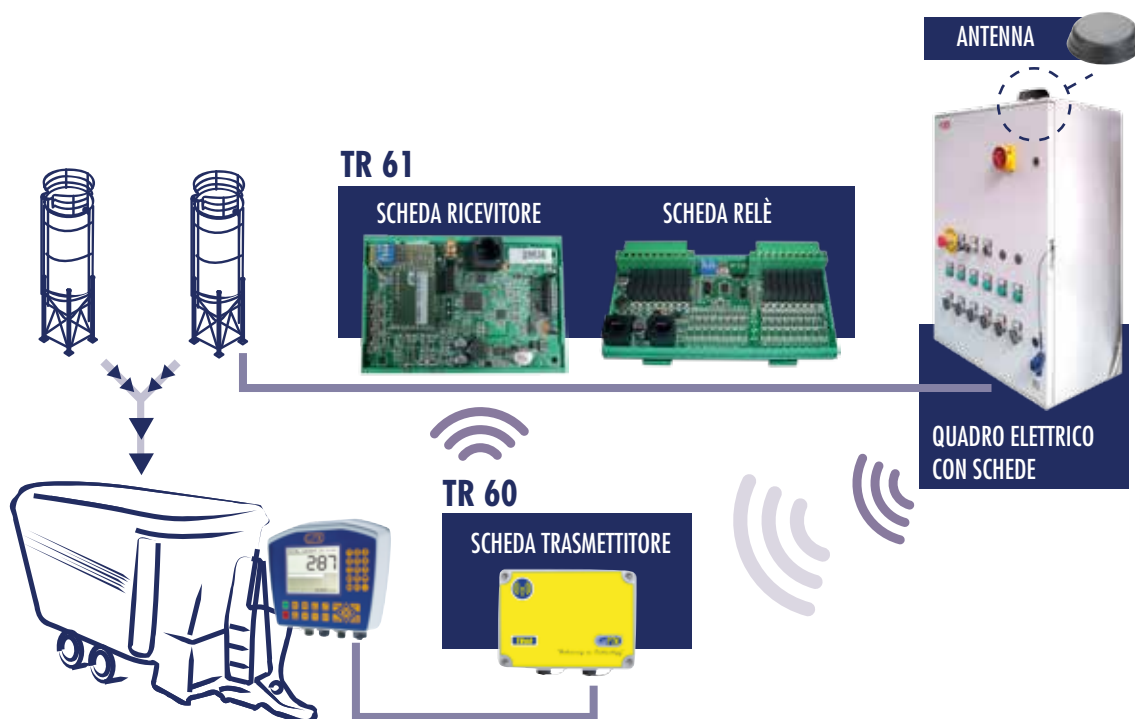 ANTENNA
TR 61
SCHEDA RICEVITORE
SCHEDA RELÈ
QUADRO ELETTRICO
CON SCHEDE
TR 60
SCHEDA TRASMETTITORE
287